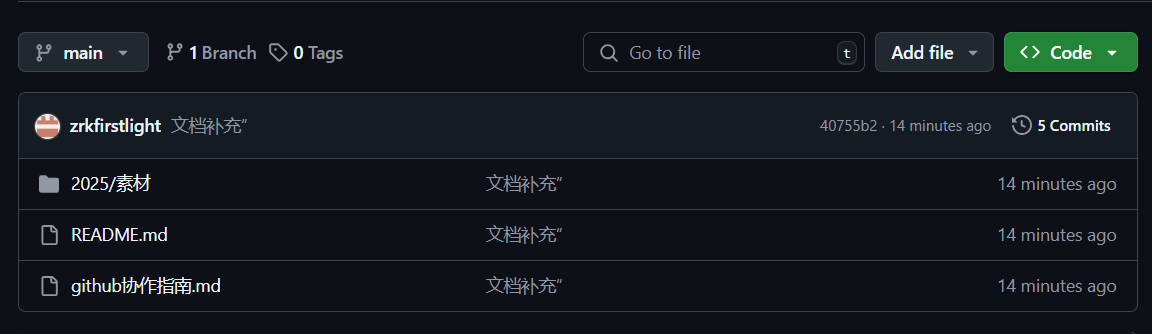 main 1 Branch 0 Tags Go to file t Add file Code
zrkfirstlight 文档补充“ 40755b2 · 14 minutes ago 5 Commits
2025/素材 文档补充“ 14 minutes ago
README.md 文档补充“ 14 minutes ago
github协作指南.md 文档补充“ 14 minutes ago